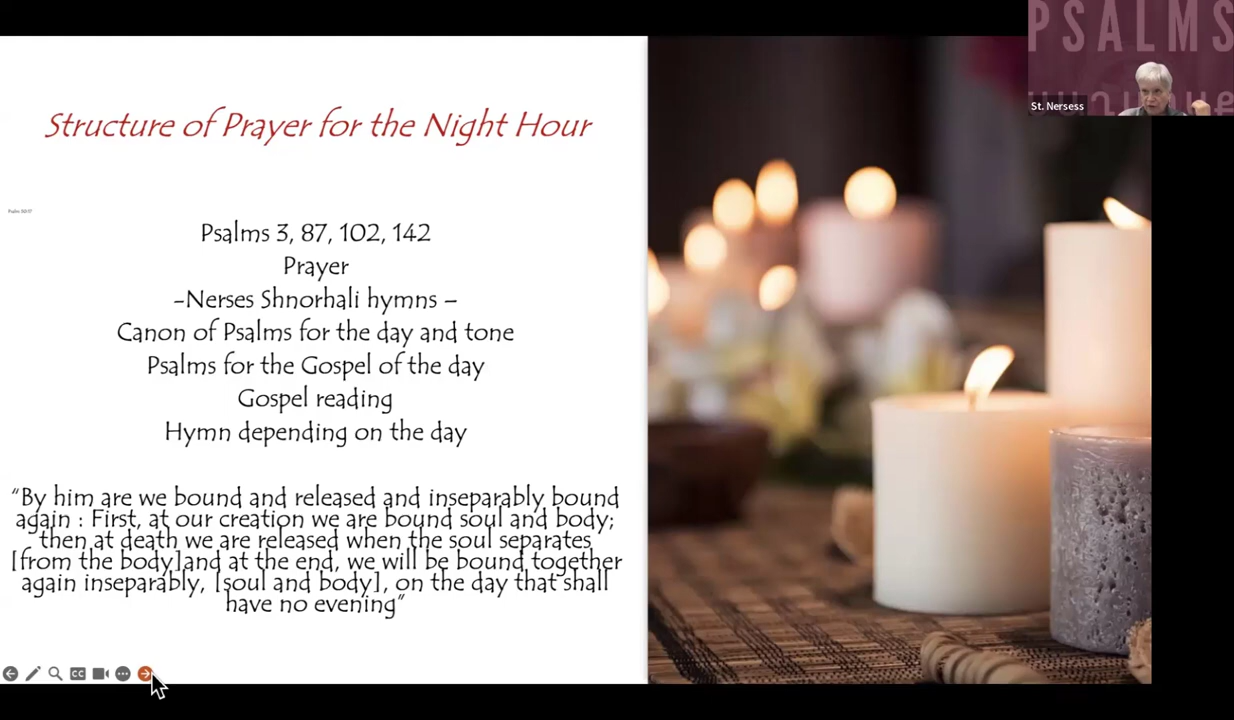 PSALMS
St. Nersess
Structure of Prayer for the Night Hour
Psalms 3, 87, 102, 142
Prayer
-Nerses Shnorhali hymns –
Canon of Psalms for the day and tone
Psalms for the Gospel of the day
Gospel reading
Hymn depending on the day
“By him are we bound and released and inseparably bound
again : First, at our creation we are bound soul and body;
then at death we are released when the soul separates
[from the body]and at the end, we will be bound together
again inseparably, [soul and body], on the day that shall
have no evening”
CC